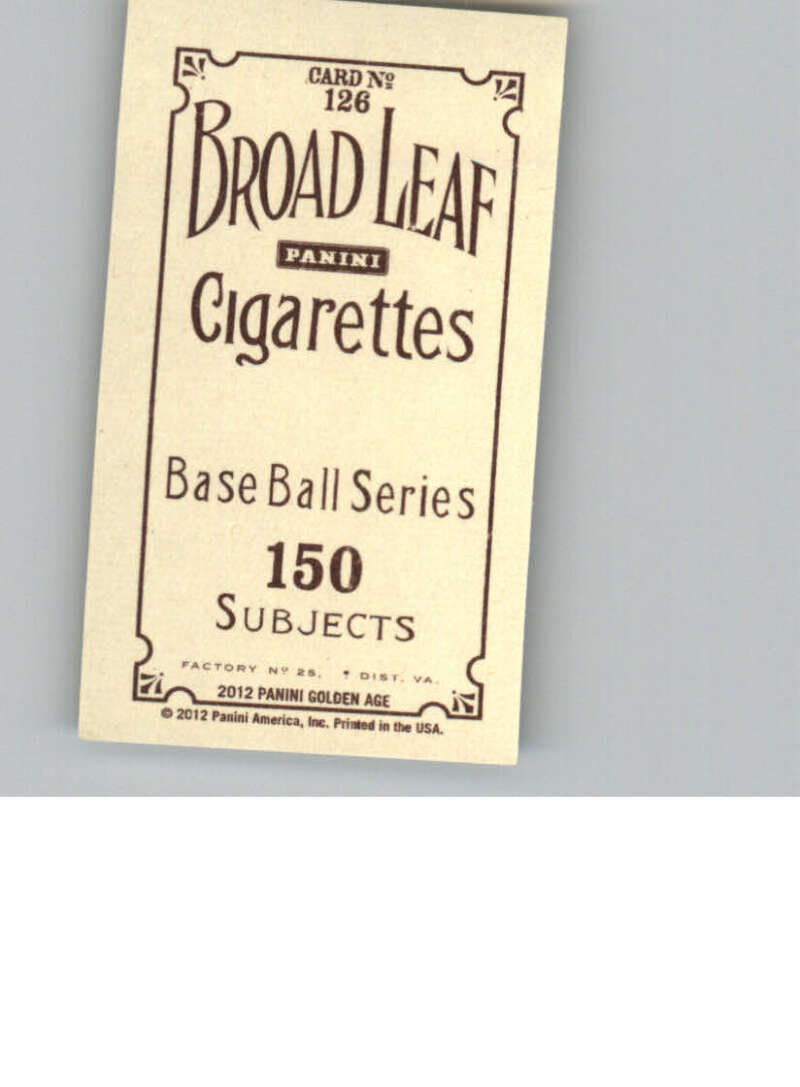 CARD Nº
126
BROAD LEAF
PANINI
Cigarettes
Base Ball Series
150
SUBJECTS
FACTORY Nº 25. DIST. VA.
2012 PANINI GOLDEN AGE
© 2012 Panini America, Inc. Printed in the USA.